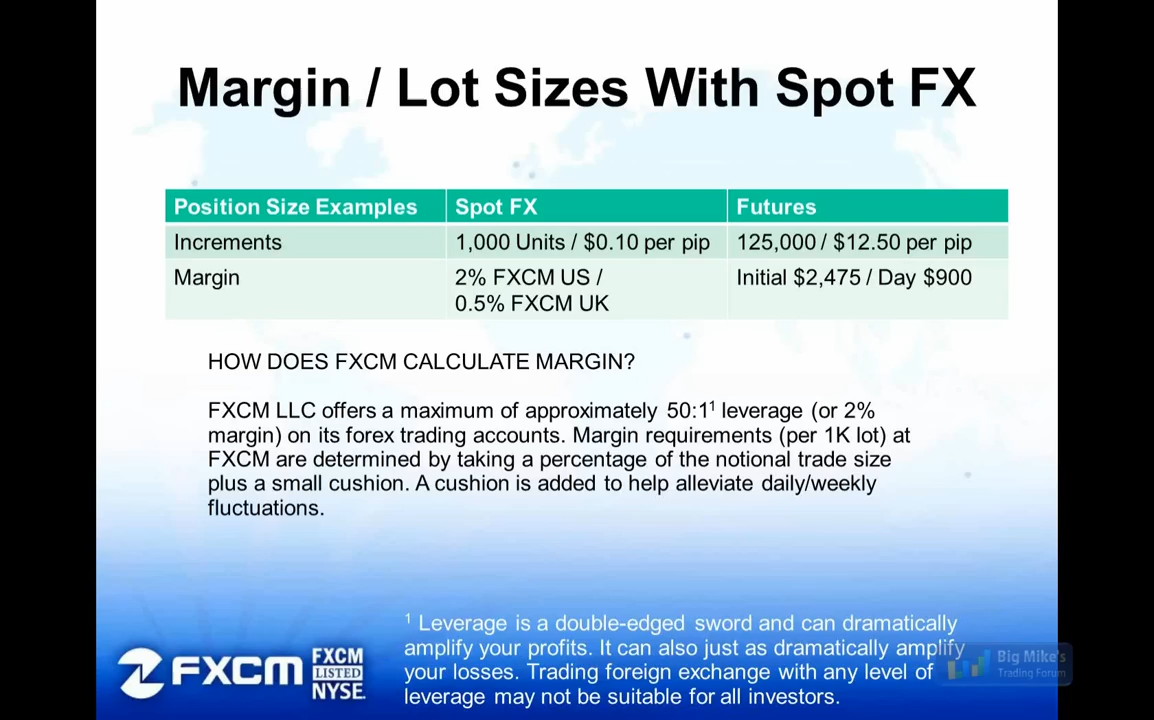 Margin / Lot Sizes With Spot FX
Position Size Examples Spot FX Futures
Increments 1,000 Units / $0.10 per pip 125,000 / $12.50 per pip
Margin 2% FXCM US / Initial $2,475 / Day $900
0.5% FXCM UK
HOW DOES FXCM CALCULATE MARGIN?
FXCM LLC offers a maximum of approximately 50:1¹ leverage (or 2%
margin) on its forex trading accounts. Margin requirements (per 1K lot) at
FXCM are determined by taking a percentage of the notional trade size
plus a small cushion. A cushion is added to help alleviate daily/weekly
fluctuations.
¹ Leverage is a double-edged sword and can dramatically
amplify your profits. It can also just as dramatically amplify
your losses. Trading foreign exchange with any level of
leverage may not be suitable for all investors.
FXCM
FXCM
LISTED
NYSE
Big Mike's
Trading Forum